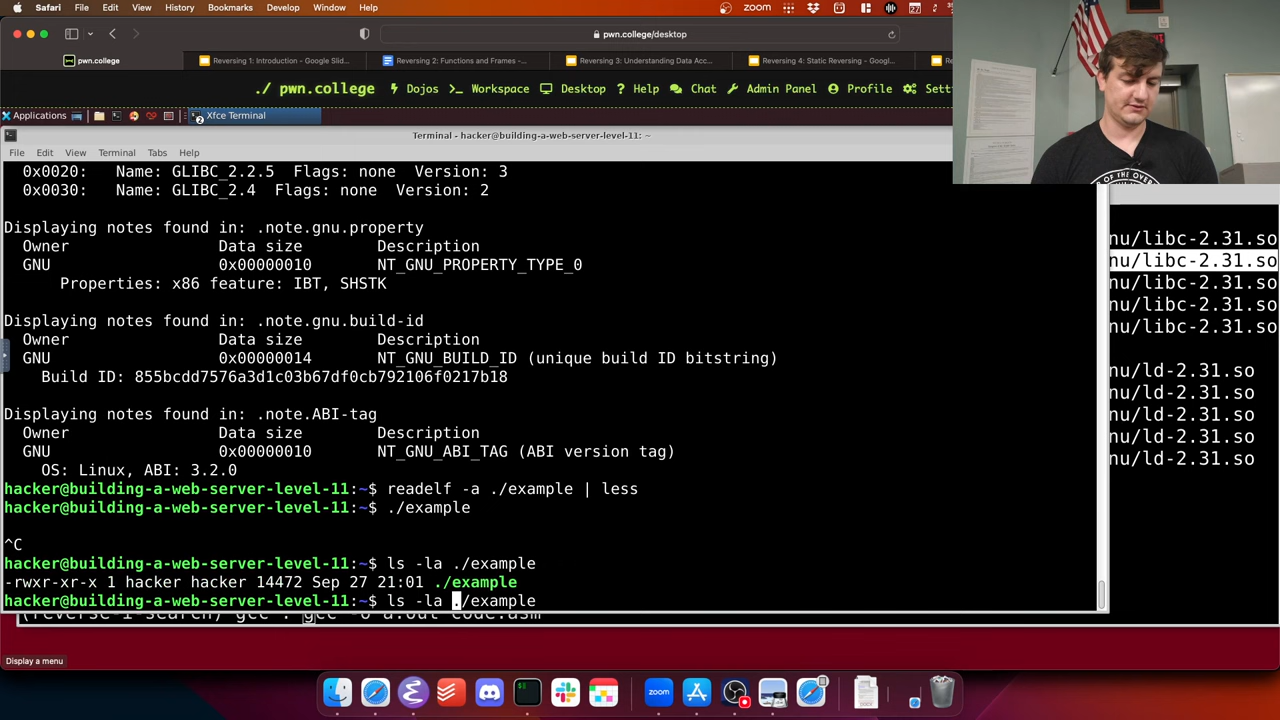 Safari File Edit View History Bookmarks Develop Window Help zoom
pwn.college/desktop
pwn.college
Reversing 1: Introduction - Google Slid...
Reversing 2: Functions and Frames -...
Reversing 3: Understanding Data Acc...
Reversing 4: Static Reversing - Googl...
./ pwn.college Dojos Workspace Desktop Help Chat Admin Panel Profile Sett
Applications Xfce Terminal
Terminal - hacker@building-a-web-server-level-11: ~
File Edit View Terminal Tabs Help
0x0020: Name: GLIBC_2.2.5 Flags: none Version: 3
0x0030: Name: GLIBC_2.4 Flags: none Version: 2
Displaying notes found in: .note.gnu.property
Owner Data size Description
GNU 0x00000010 NT_GNU_PROPERTY_TYPE_0
Properties: x86 feature: IBT, SHSTK
Displaying notes found in: .note.gnu.build-id
Owner Data size Description
GNU 0x00000014 NT_GNU_BUILD_ID (unique build ID bitstring)
Build ID: 855bcdd7576a3d1c03b67df0cb792106f0217b18
Displaying notes found in: .note.ABI-tag
Owner Data size Description
GNU 0x00000010 NT_GNU_ABI_TAG (ABI version tag)
OS: Linux, ABI: 3.2.0
hacker@building-a-web-server-level-11:~$ readelf -a ./example | less
hacker@building-a-web-server-level-11:~$ ./example
^C
hacker@building-a-web-server-level-11:~$ ls -la ./example
-rwxr-xr-x 1 hacker hacker 14472 Sep 27 21:01 ./example
hacker@building-a-web-server-level-11:~$ ls -la ./example
nu/libc-2.31.so
nu/libc-2.31.so
nu/libc-2.31.so
nu/libc-2.31.so
nu/libc-2.31.so
nu/ld-2.31.so
nu/ld-2.31.so
nu/ld-2.31.so
nu/ld-2.31.so
nu/ld-2.31.so
Display a menu
zoom